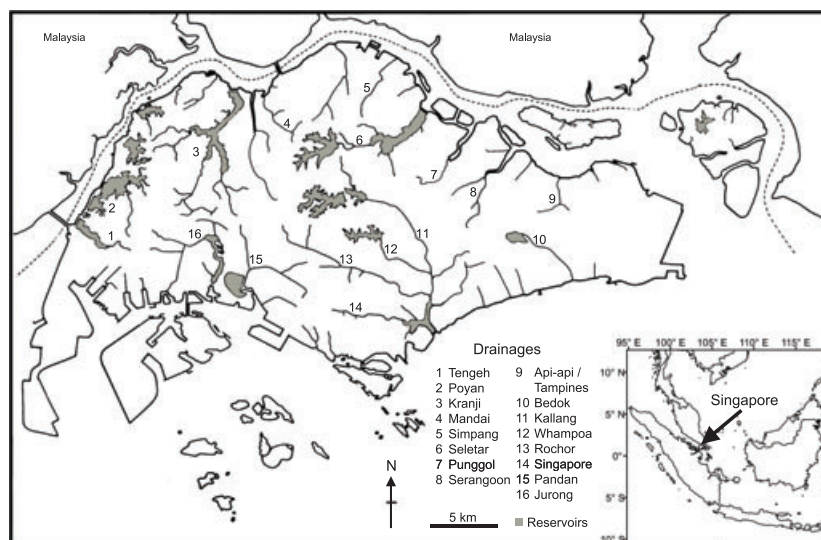 Malaysia
Malaysia
5
4
3
6
7
8
9
2
1
16
15
13
12
11
10
14
Drainages
1 Tengeh
2 Poyan
3 Kranji
4 Mandai
5 Simpang
6 Seletar
7 Punggol
8 Serangoon
9 Api-api /
Tampines
10 Bedok
11 Kallang
12 Whampoa
13 Rochor
14 Singapore
15 Pandan
16 Jurong
N
5 km
Reservoirs
95° E 100° 105° 110° 115° E
10° N
5° N
0°
5° S
10° S
Singapore